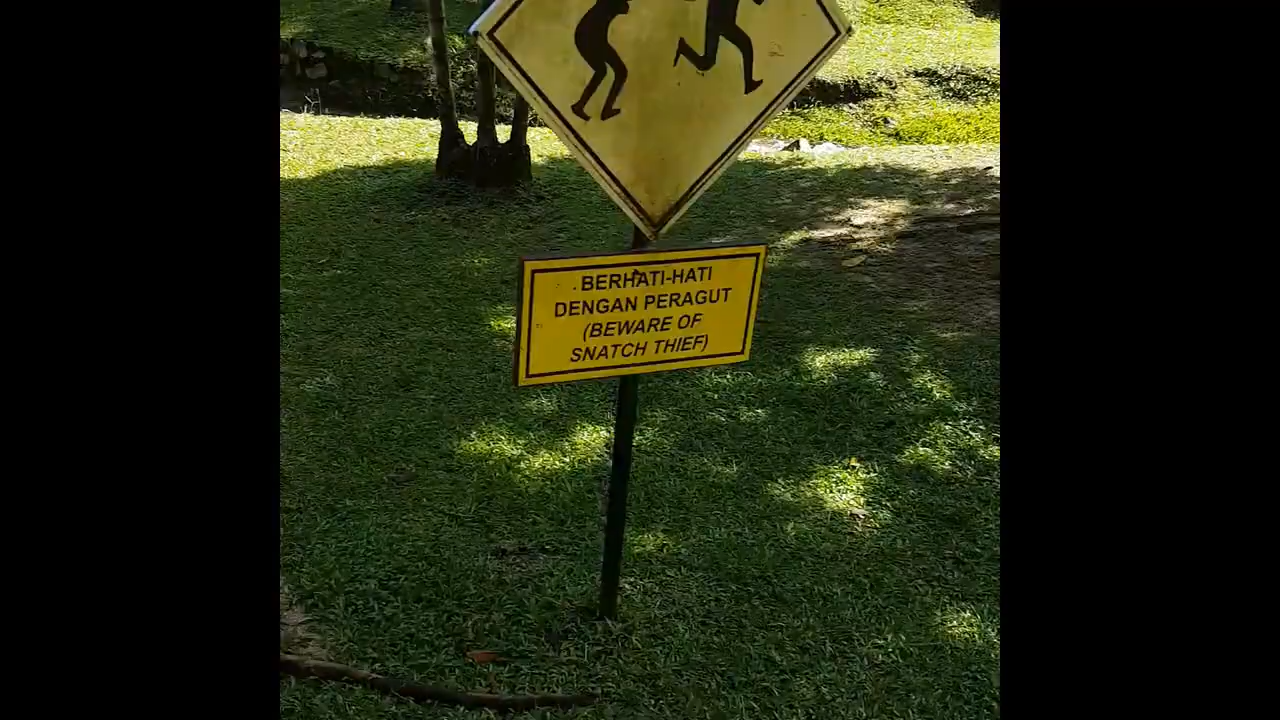 BERHATI-HATI
DENGAN PERAGUT
(BEWARE OF
SNATCH THIEF)